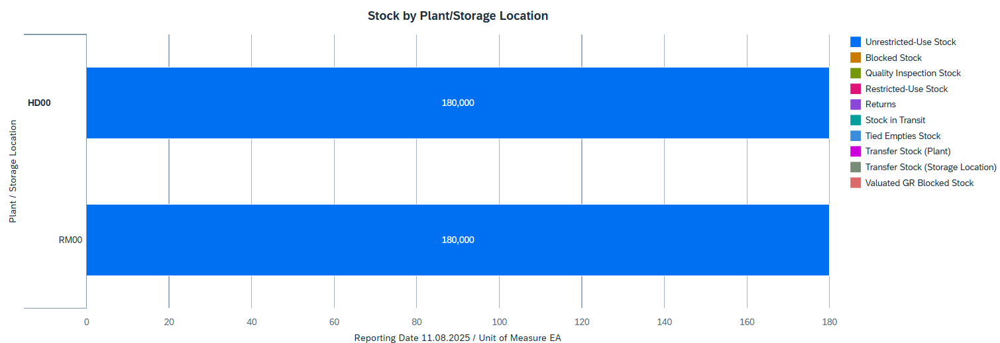 Stock by Plant/Storage Location
Plant / Storage Location
HD00
180,000
RM00
180,000
0 20 40 60 80 100 120 140 160 180
Reporting Date 11.08.2025 / Unit of Measure EA
Unrestricted-Use Stock
Blocked Stock
Quality Inspection Stock
Restricted-Use Stock
Returns
Stock in Transit
Tied Empties Stock
Transfer Stock (Plant)
Transfer Stock (Storage Location)
Valuated GR Blocked Stock